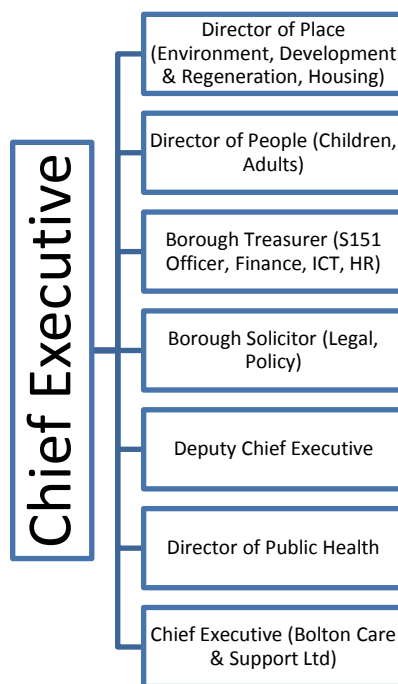 Chief Executive
Director of Place
(Environment, Development
& Regeneration, Housing)
Director of People (Children,
Adults)
Borough Treasurer (S151
Officer, Finance, ICT, HR)
Borough Solicitor (Legal,
Policy)
Deputy Chief Executive
Director of Public Health
Chief Executive (Bolton Care
& Support Ltd)